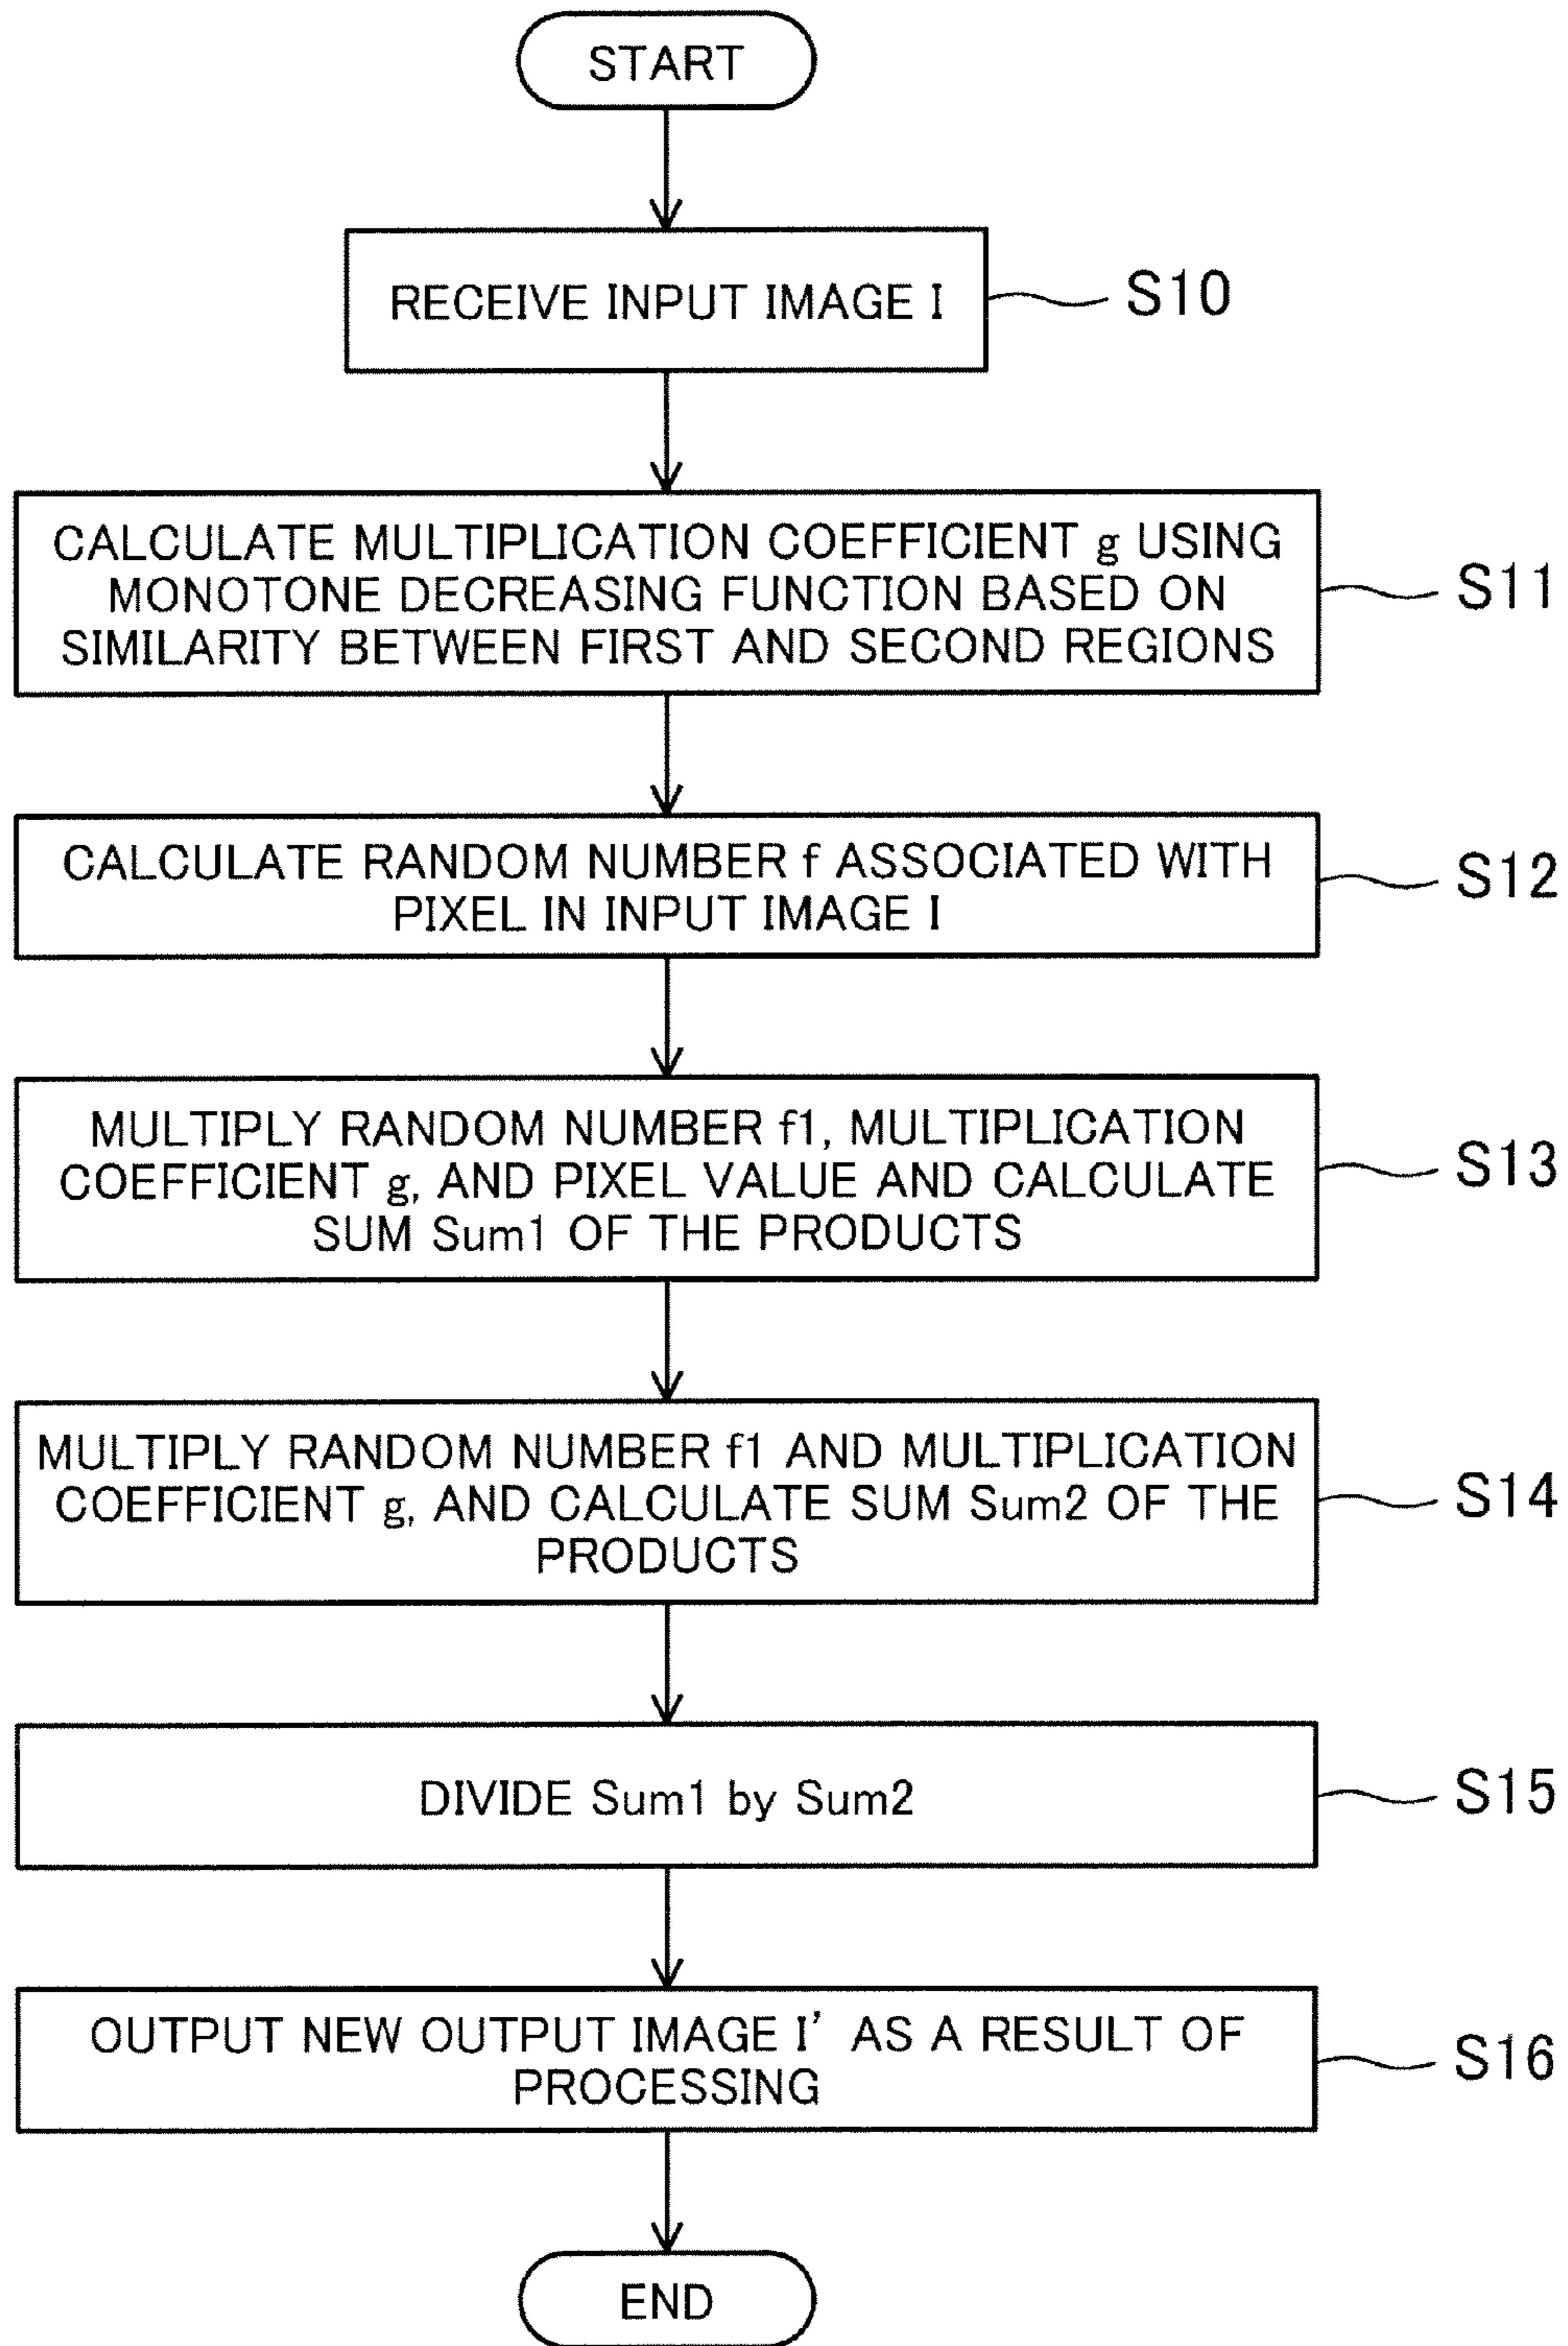 START
RECEIVE INPUT IMAGE I
S10
CALCULATE MULTIPLICATION COEFFICIENT g USING
MONOTONE DECREASING FUNCTION BASED ON
SIMILARITY BETWEEN FIRST AND SECOND REGIONS
S11
CALCULATE RANDOM NUMBER f ASSOCIATED WITH
PIXEL IN INPUT IMAGE I
S12
MULTIPLY RANDOM NUMBER f1, MULTIPLICATION
COEFFICIENT g, AND PIXEL VALUE AND CALCULATE
SUM Sum1 OF THE PRODUCTS
S13
MULTIPLY RANDOM NUMBER f1 AND MULTIPLICATION
COEFFICIENT g, AND CALCULATE SUM Sum2 OF THE
PRODUCTS
S14
DIVIDE Sum1 by Sum2
S15
OUTPUT NEW OUTPUT IMAGE I' AS A RESULT OF
PROCESSING
S16
END